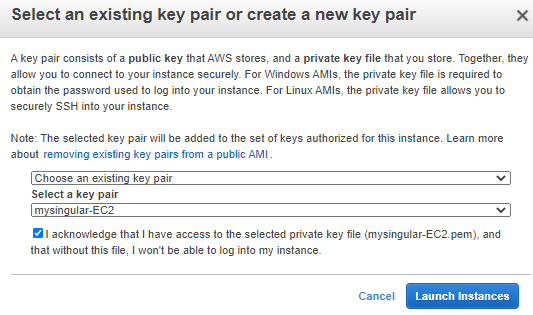 Select an existing key pair or create a new key pair
A key pair consists of a public key that AWS stores, and a private key file that you store. Together, they
allow you to connect to your instance securely. For Windows AMIs, the private key file is required to
obtain the password used to log into your instance. For Linux AMIs, the private key file allows you to
securely SSH into your instance.
Note: The selected key pair will be added to the set of keys authorized for this instance. Learn more
about removing existing key pairs from a public AMI .
Choose an existing key pair
Select a key pair
mysingular-EC2
I acknowledge that I have access to the selected private key file (mysingular-EC2.pem), and
that without this file, I won't be able to log into my instance.
Cancel Launch Instances